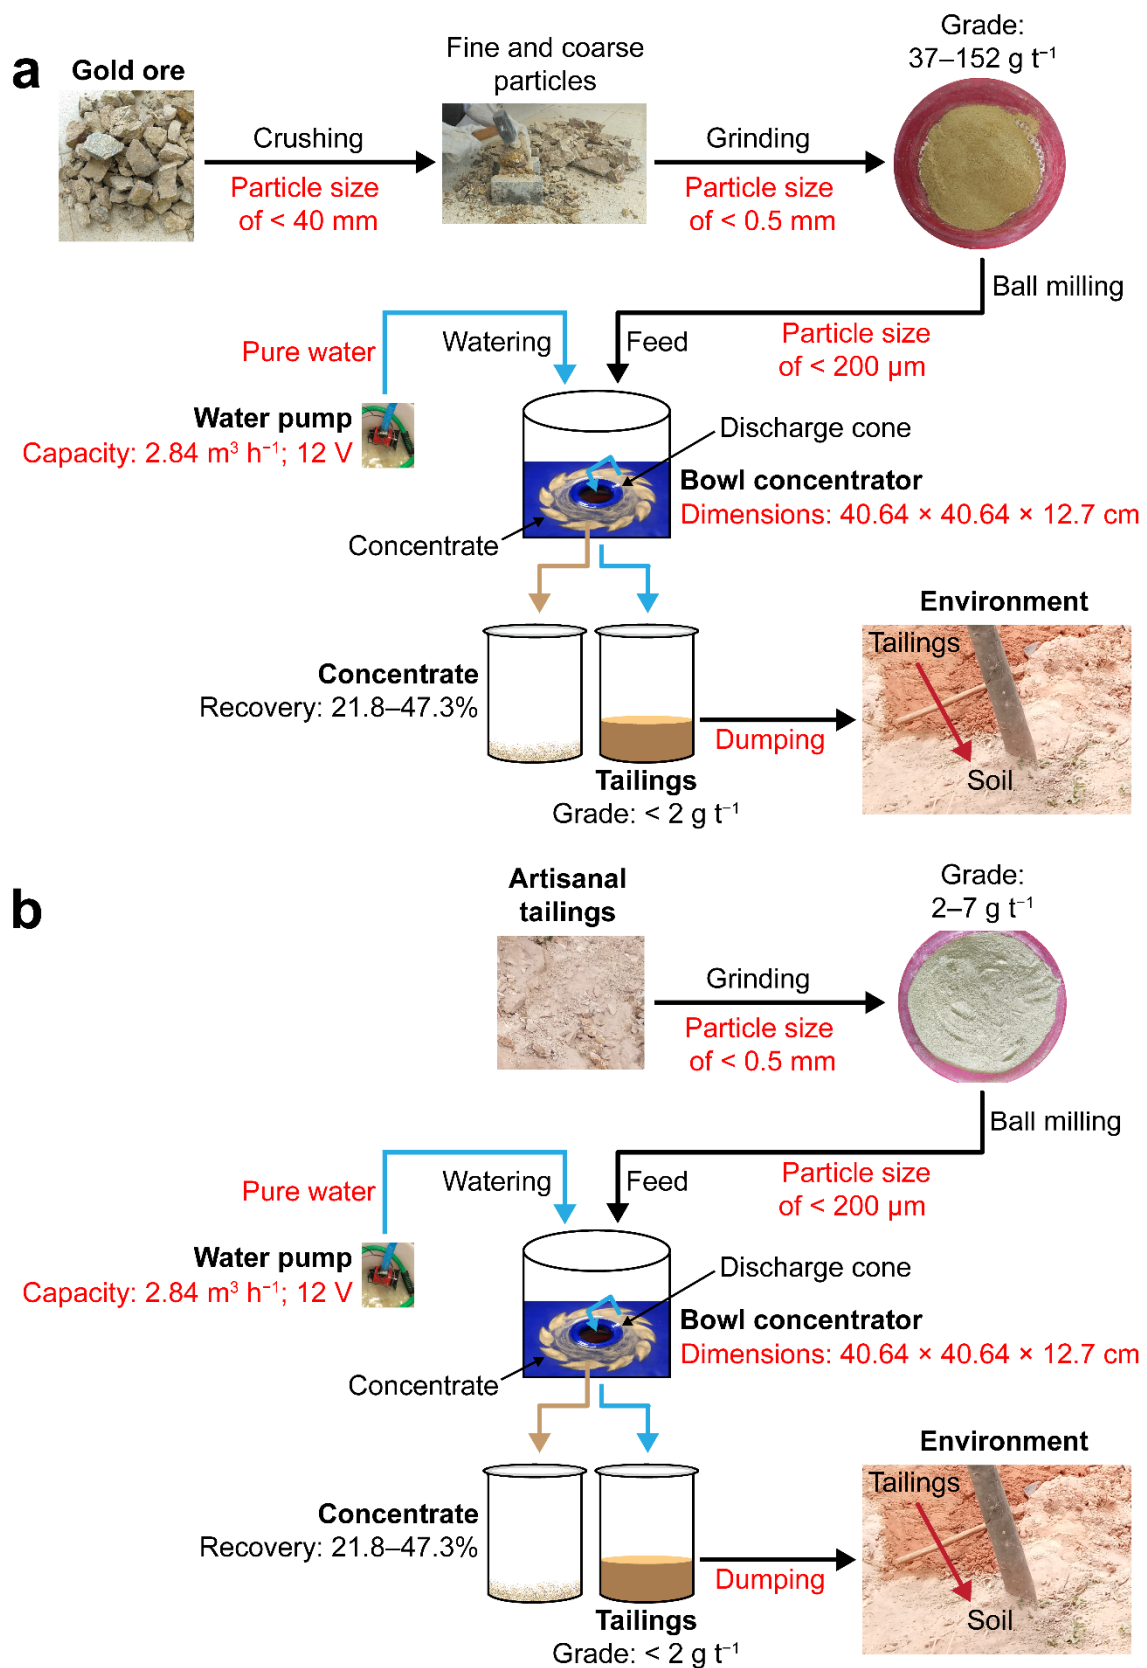 a
Gold ore
Crushing
Particle size
of < 40 mm
Fine and coarse
particles
Grinding
Particle size
of < 0.5 mm
Grade:
37–152 g t⁻¹
Ball milling
Particle size
of < 200 µm
Feed
Watering
Pure water
Water pump
Capacity: 2.84 m³ h⁻¹; 12 V
Discharge cone
Bowl concentrator
Dimensions: 40.64 × 40.64 × 12.7 cm
Concentrate
Concentrate
Recovery: 21.8–47.3%
Tailings
Grade: < 2 g t⁻¹
Dumping
Environment
Tailings
Soil
b
Artisanal
tailings
Grinding
Particle size
of < 0.5 mm
Grade:
2–7 g t⁻¹
Ball milling
Particle size
of < 200 µm
Feed
Watering
Pure water
Water pump
Capacity: 2.84 m³ h⁻¹; 12 V
Discharge cone
Bowl concentrator
Dimensions: 40.64 × 40.64 × 12.7 cm
Concentrate
Concentrate
Recovery: 21.8–47.3%
Tailings
Grade: < 2 g t⁻¹
Dumping
Environment
Tailings
Soil